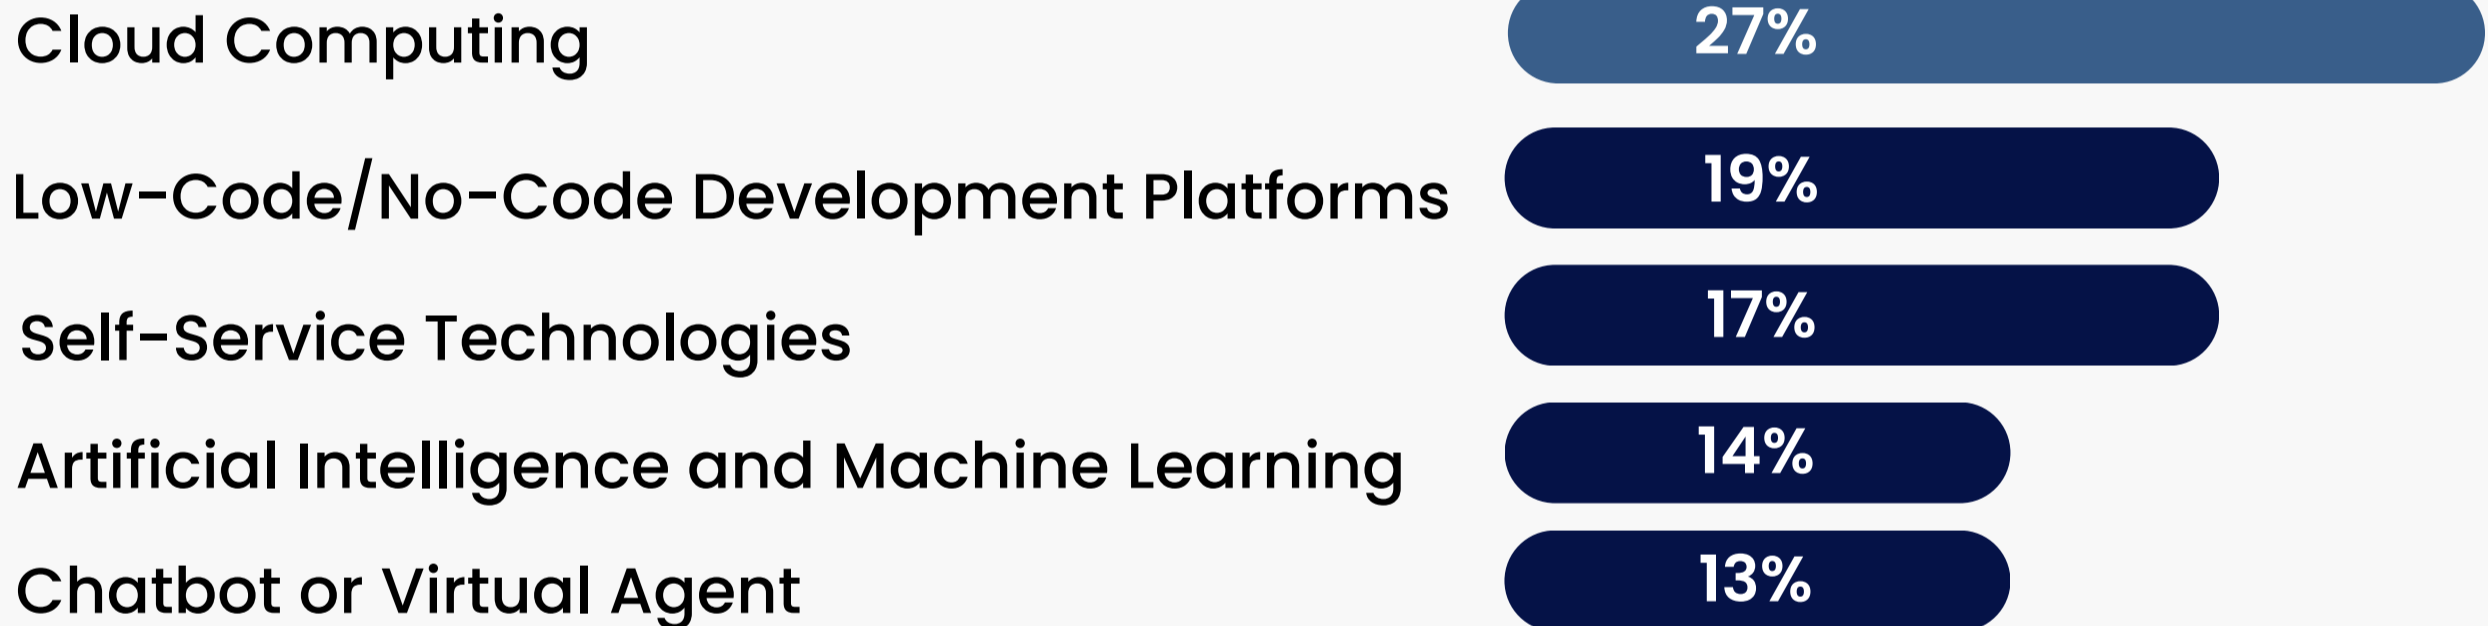 Cloud Computing 27%
Low-Code/No-Code Development Platforms 19%
Self-Service Technologies 17%
Artificial Intelligence and Machine Learning 14%
Chatbot or Virtual Agent 13%